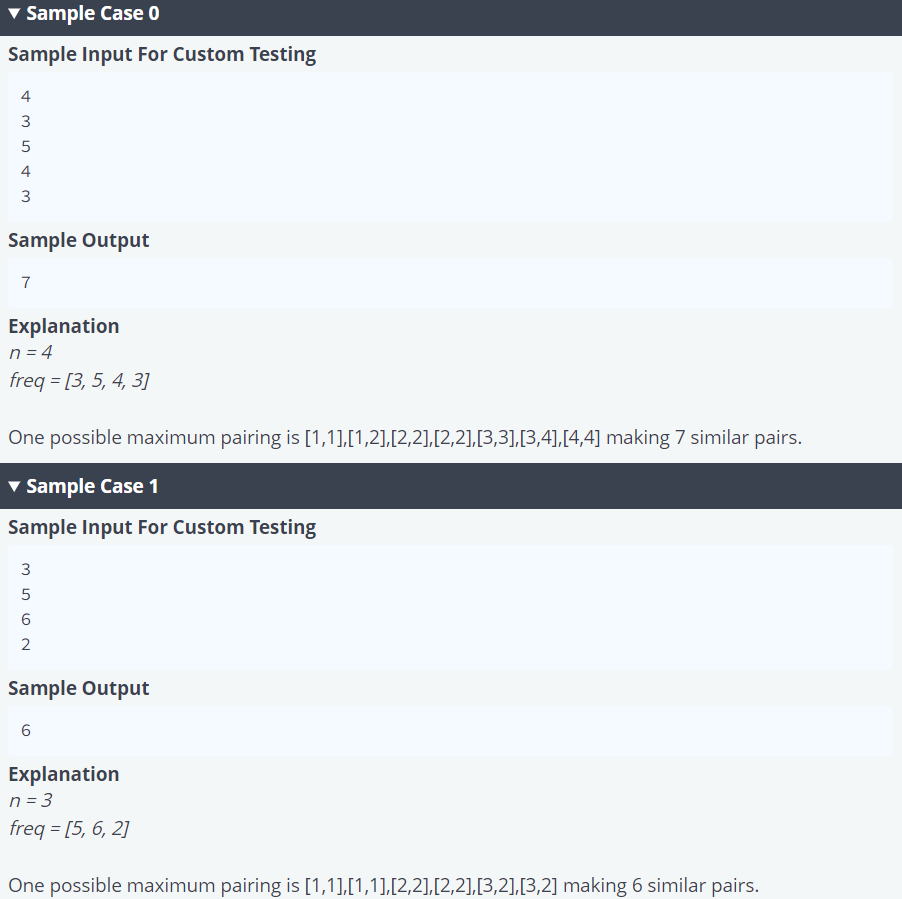 Sample Case 0
Sample Input For Custom Testing
4
3
5
4
3
Sample Output
7
Explanation
n = 4
freq = [3, 5, 4, 3]
One possible maximum pairing is [1,1],[1,2],[2,2],[2,2],[3,3],[3,4],[4,4] making 7 similar pairs.
Sample Case 1
Sample Input For Custom Testing
3
5
6
2
Sample Output
6
Explanation
n = 3
freq = [5, 6, 2]
One possible maximum pairing is [1,1],[1,1],[2,2],[2,2],[3,2],[3,2] making 6 similar pairs.